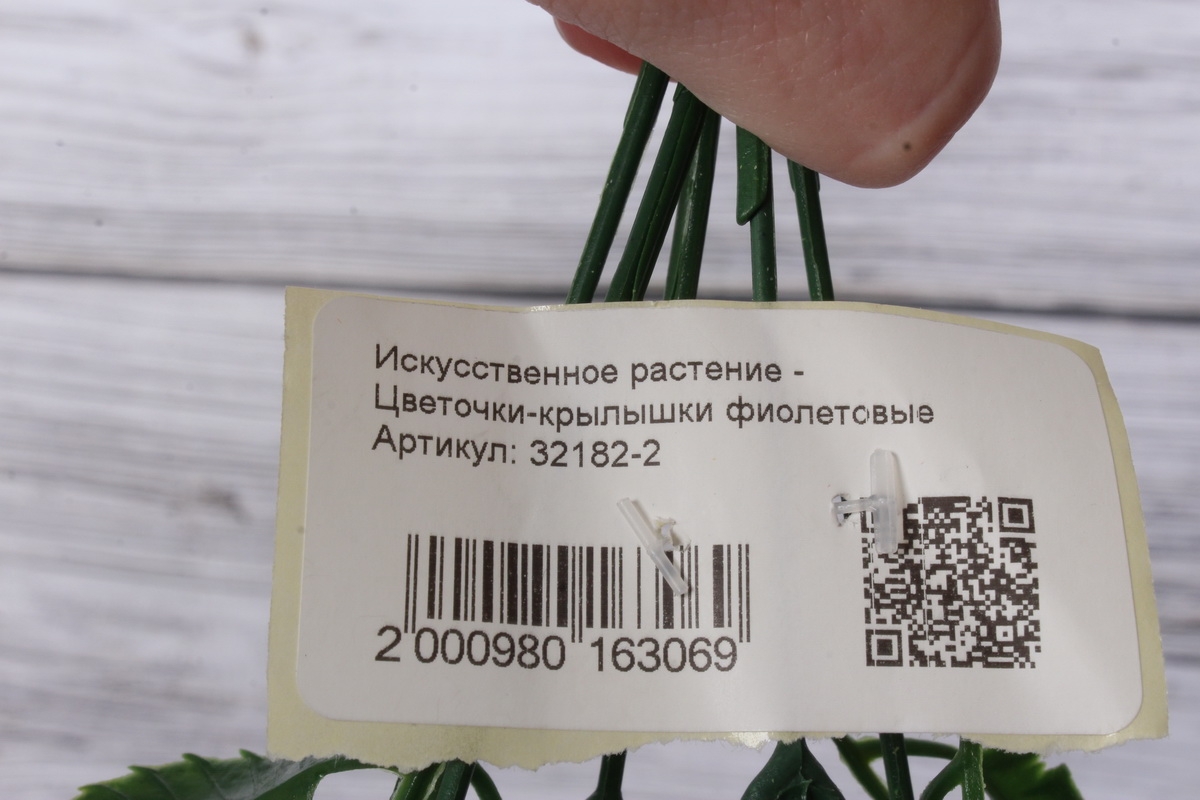 Искусственное растение -
Цветочки-крылышки фиолетовые
Артикул: 32182-2
2 000980 163069